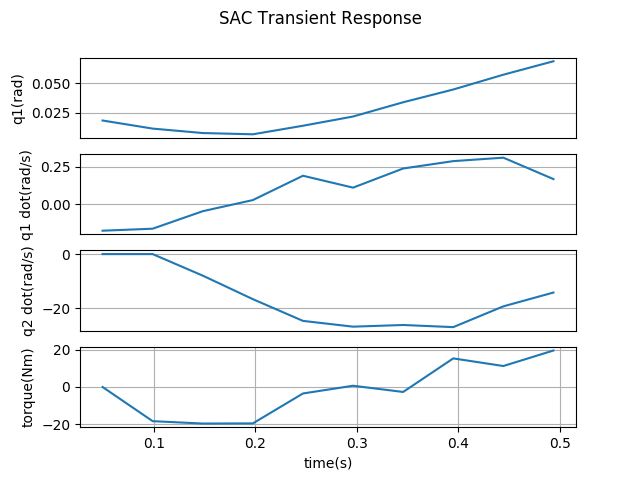 SAC Transient Response
q1(rad)
0.050
0.025
q1 dot(rad/s)
0.25
0.00
q2 dot(rad/s)
0
−20
torque(Nm)
20
0
−20
0.1 0.2 0.3 0.4 0.5
time(s)